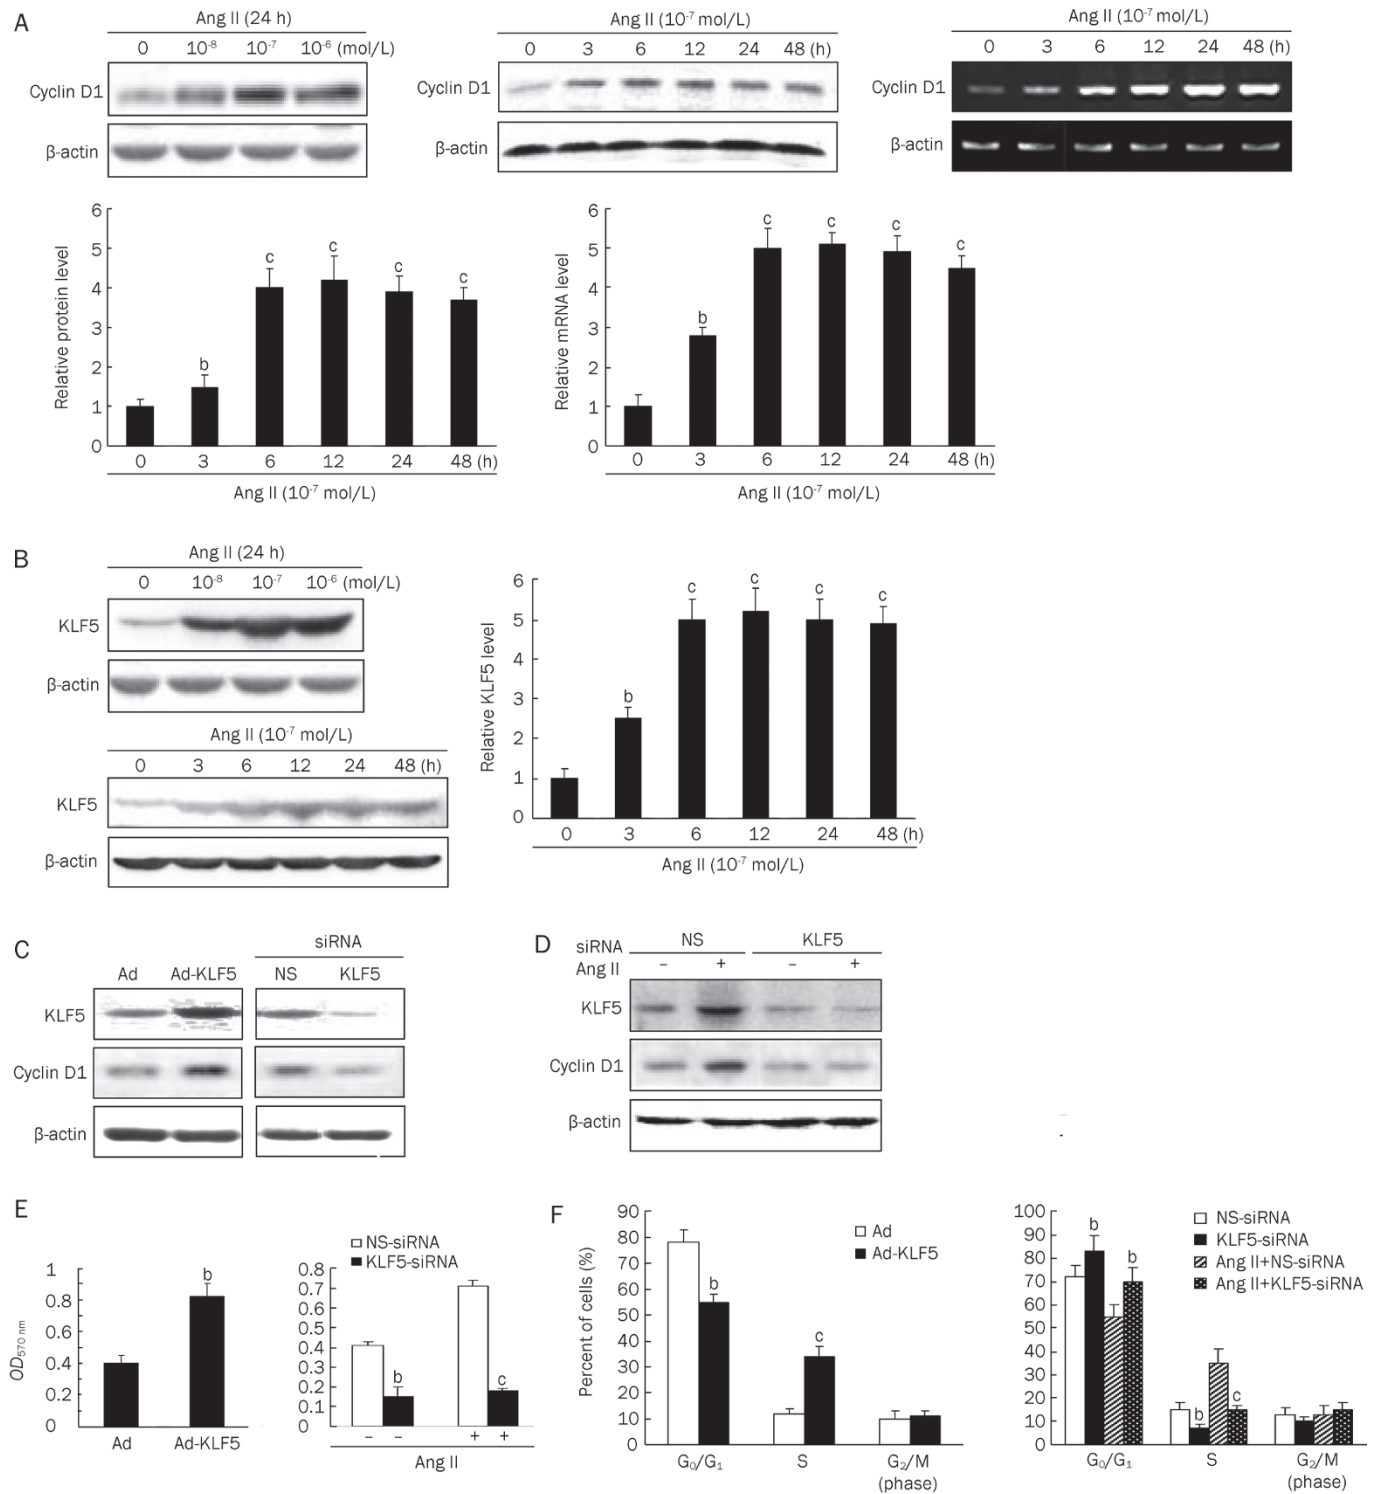 A
Ang II (24 h)
0 10-8 10-7 10-6 (mol/L)
Cyclin D1
β-actin
Ang II (10-7 mol/L)
0 3 6 12 24 48 (h)
Cyclin D1
β-actin
Ang II (10-7 mol/L)
0 3 6 12 24 48 (h)
Cyclin D1
β-actin
Relative protein level
6
5
4
3
2
1
0
b c c c c
0 3 6 12 24 48 (h)
Ang II (10-7 mol/L)
Relative mRNA level
6
5
4
3
2
1
0
b c c c c
0 3 6 12 24 48 (h)
Ang II (10-7 mol/L)
B
Ang II (24 h)
0 10-8 10-7 10-6 (mol/L)
KLF5
β-actin
Ang II (10-7 mol/L)
0 3 6 12 24 48 (h)
KLF5
β-actin
Relative KLF5 level
6
5
4
3
2
1
0
b c c c c
0 3 6 12 24 48 (h)
Ang II (10-7 mol/L)
C
siRNA
Ad Ad-KLF5 NS KLF5
KLF5
Cyclin D1
β-actin
D
siRNA NS KLF5
Ang II − + − +
KLF5
Cyclin D1
β-actin
E
OD570 nm
1
0.8
0.6
0.4
0.2
0
b
Ad Ad-KLF5
NS-siRNA
KLF5-siRNA
0.8
0.7
0.6
0.5
0.4
0.3
0.2
0.1
0
b c
− − + +
Ang II
F
Percent of cells (%)
90
80
70
60
50
40
30
20
10
0
Ad
Ad-KLF5
b c
G0/G1 S G2/M
(phase)
100
90
80
70
60
50
40
30
20
10
0
NS-siRNA
KLF5-siRNA
Ang II+NS-siRNA
Ang II+KLF5-siRNA
b b b c
G0/G1 S G2/M
(phase)